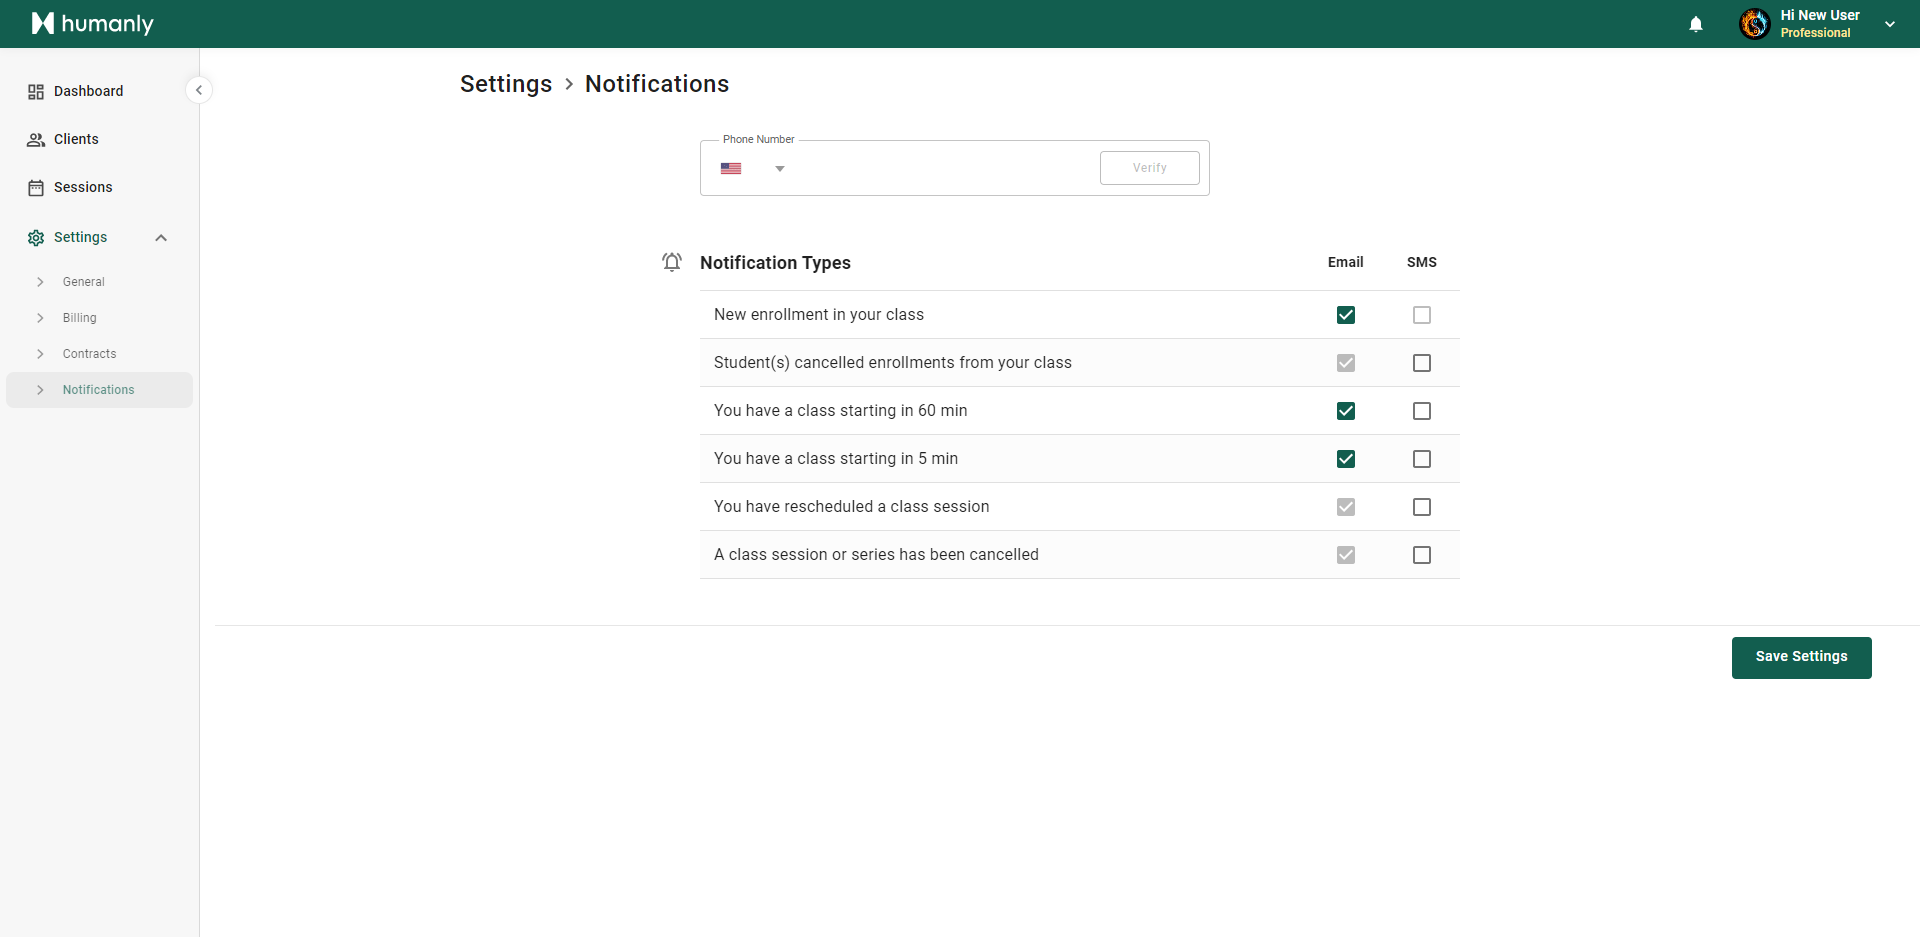 humanly
Hi New User
Professional
Dashboard
Clients
Sessions
Settings
General
Billing
Contracts
Notifications
Settings > Notifications
Phone Number
Verify
Notification Types Email SMS
New enrollment in your class
Student(s) cancelled enrollments from your class
You have a class starting in 60 min
You have a class starting in 5 min
You have rescheduled a class session
A class session or series has been cancelled
Save Settings